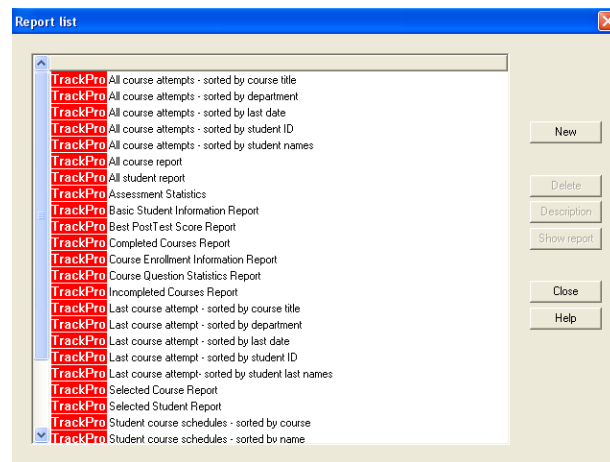 Report list
TrackPro All course attempts - sorted by course title
TrackPro All course attempts - sorted by department
TrackPro All course attempts - sorted by last date
TrackPro All course attempts - sorted by student ID
TrackPro All course attempts - sorted by student names
TrackPro All course report
TrackPro All student report
TrackPro Assessment Statistics
TrackPro Basic Student Information Report
TrackPro Best PostTest Score Report
TrackPro Completed Courses Report
TrackPro Course Enrollment Information Report
TrackPro Course Question Statistics Report
TrackPro Incompleted Courses Report
TrackPro Last course attempt - sorted by course title
TrackPro Last course attempt - sorted by department
TrackPro Last course attempt - sorted by last date
TrackPro Last course attempt - sorted by student ID
TrackPro Last course attempt- sorted by student last names
TrackPro Selected Course Report
TrackPro Selected Student Report
TrackPro Student course schedules - sorted by course
TrackPro Student course schedules - sorted by name
New
Delete
Description
Show report
Close
Help